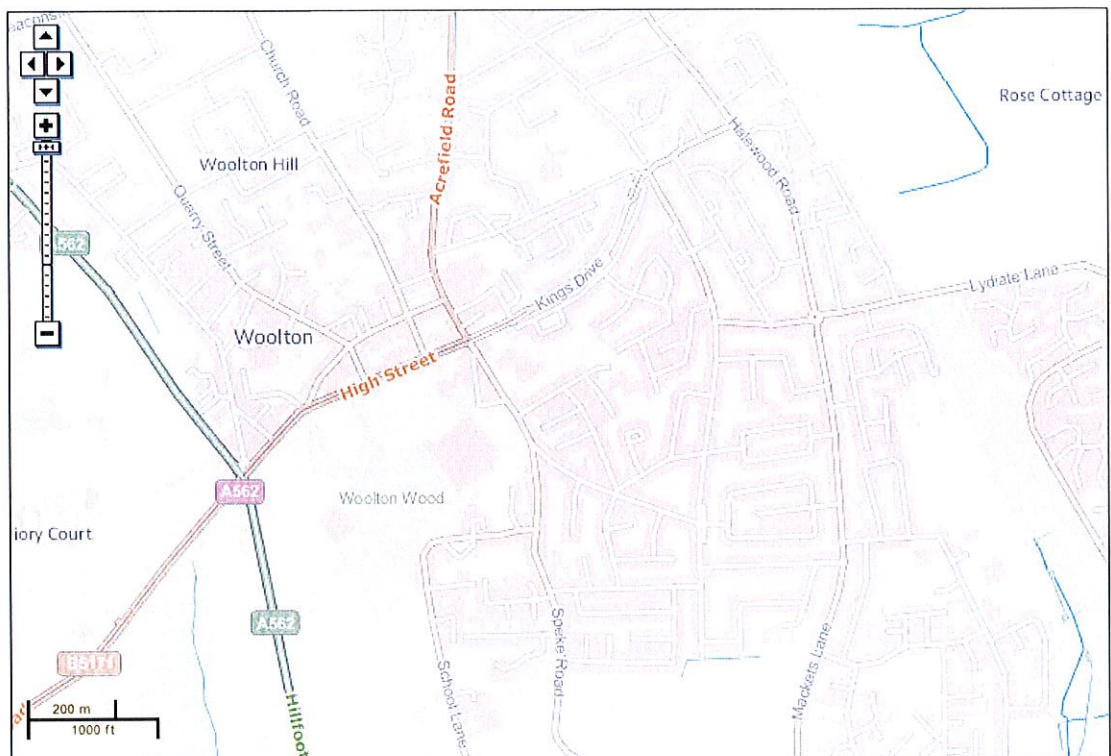 Church Road
Acrefield Road
Halewood Road
Rose Cottage
Woolton Hill
Quarry Street
A562
Kings Drive
Lydiate Lane
Woolton
High Street
A562
Woolton Wood
iory Court
A562
B5171
Speke Road
School Lane
Mackets Lane
Hillfoot
200 m
1000 ft